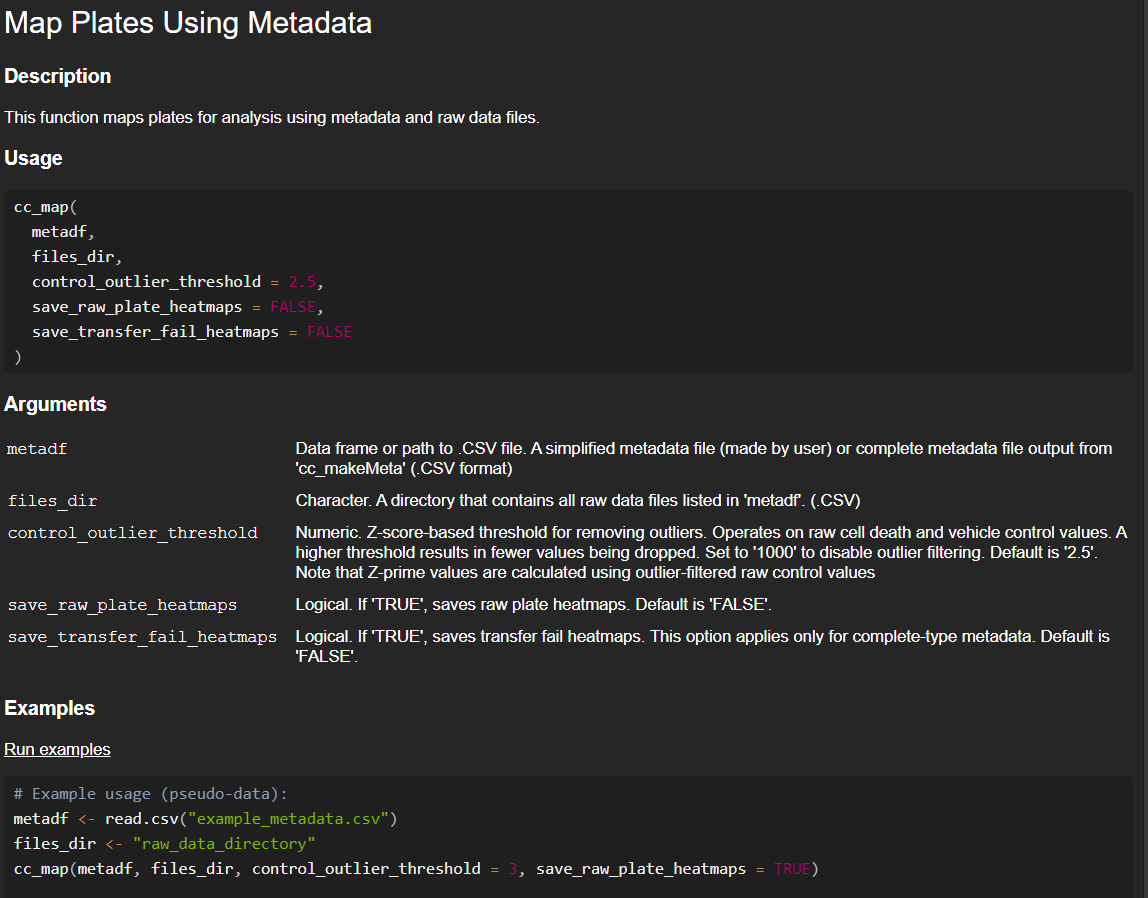 Map Plates Using Metadata
Description
This function maps plates for analysis using metadata and raw data files.
Usage
cc_map(
  metadf,
  files_dir,
  control_outlier_threshold = 2.5,
  save_raw_plate_heatmaps = FALSE,
  save_transfer_fail_heatmaps = FALSE
)
Arguments
metadf Data frame or path to .CSV file. A simplified metadata file (made by user) or complete metadata file output from
'cc_makeMeta' (.CSV format)
files_dir Character. A directory that contains all raw data files listed in 'metadf'. (.CSV)
control_outlier_threshold Numeric. Z-score-based threshold for removing outliers. Operates on raw cell death and vehicle control values. A
higher threshold results in fewer values being dropped. Set to '1000' to disable outlier filtering. Default is '2.5'.
Note that Z-prime values are calculated using outlier-filtered raw control values
save_raw_plate_heatmaps Logical. If 'TRUE', saves raw plate heatmaps. Default is 'FALSE'.
save_transfer_fail_heatmaps Logical. If 'TRUE', saves transfer fail heatmaps. This option applies only for complete-type metadata. Default is
'FALSE'.
Examples
Run examples
# Example usage (pseudo-data):
metadf <- read.csv("example_metadata.csv")
files_dir <- "raw_data_directory"
cc_map(metadf, files_dir, control_outlier_threshold = 3, save_raw_plate_heatmaps = TRUE)